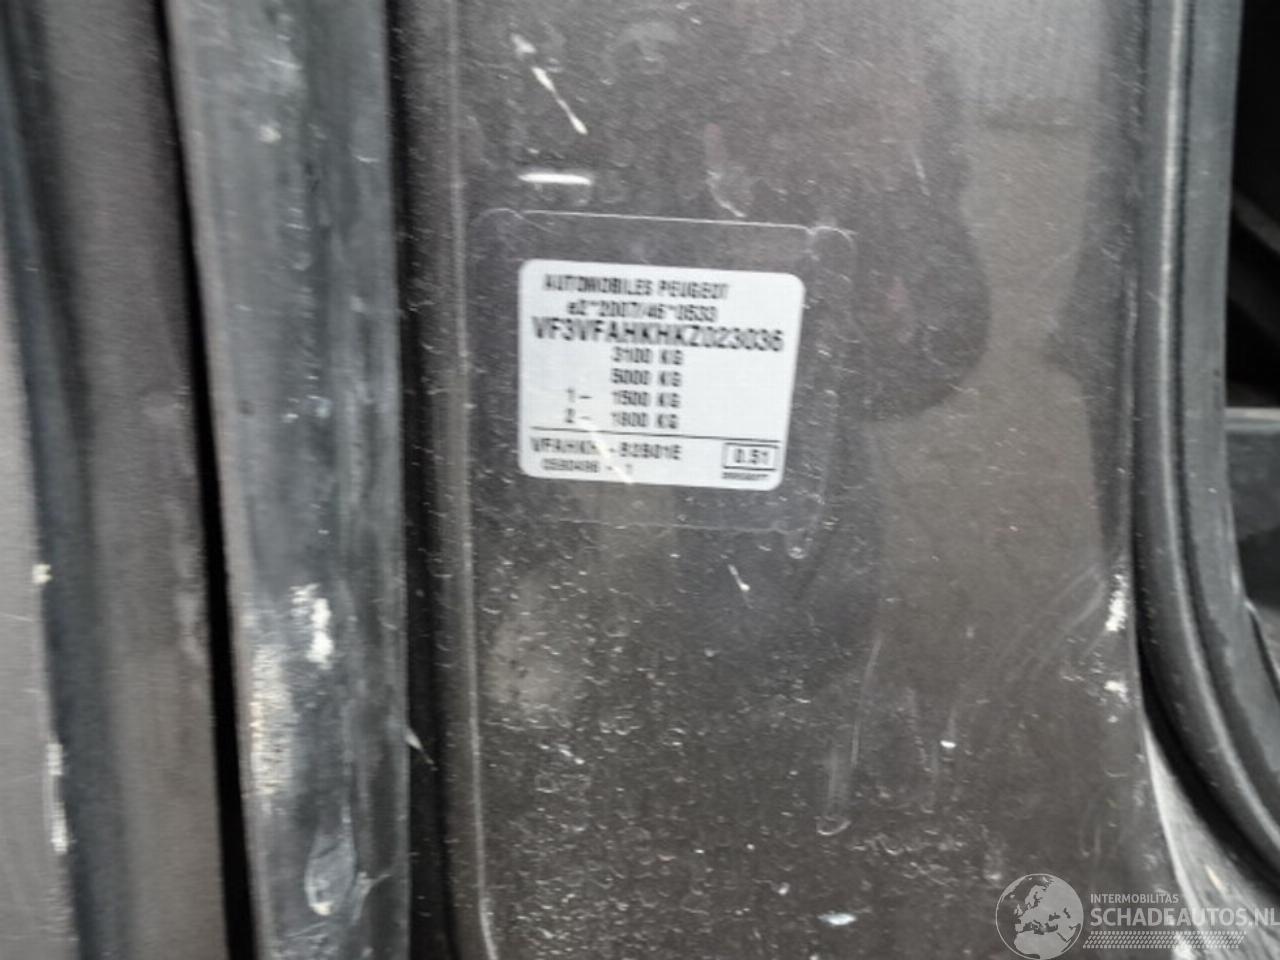 AUTOMOBILES PEUGEOT
e2*2007/46*0533
VF3VFAHKHKZ023036
3100 KG
5000 KG
1- 1500 KG
2- 1800 KG
0.51
INTERMOBILITAS
SCHADEAUTOS.NL